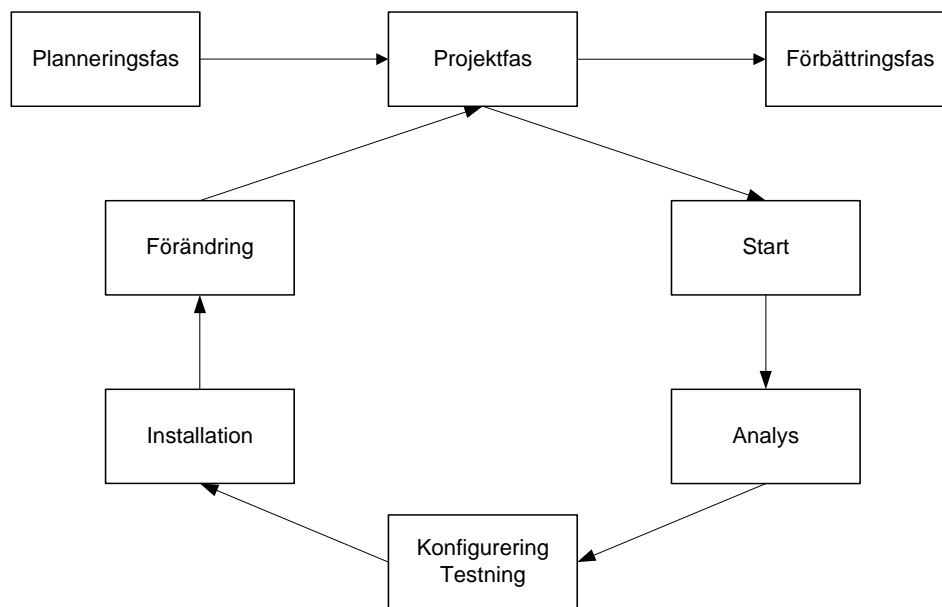 Planneringsfas
Projektfas
Förbättringsfas
Förändring
Start
Installation
Analys
Konfigurering
Testning